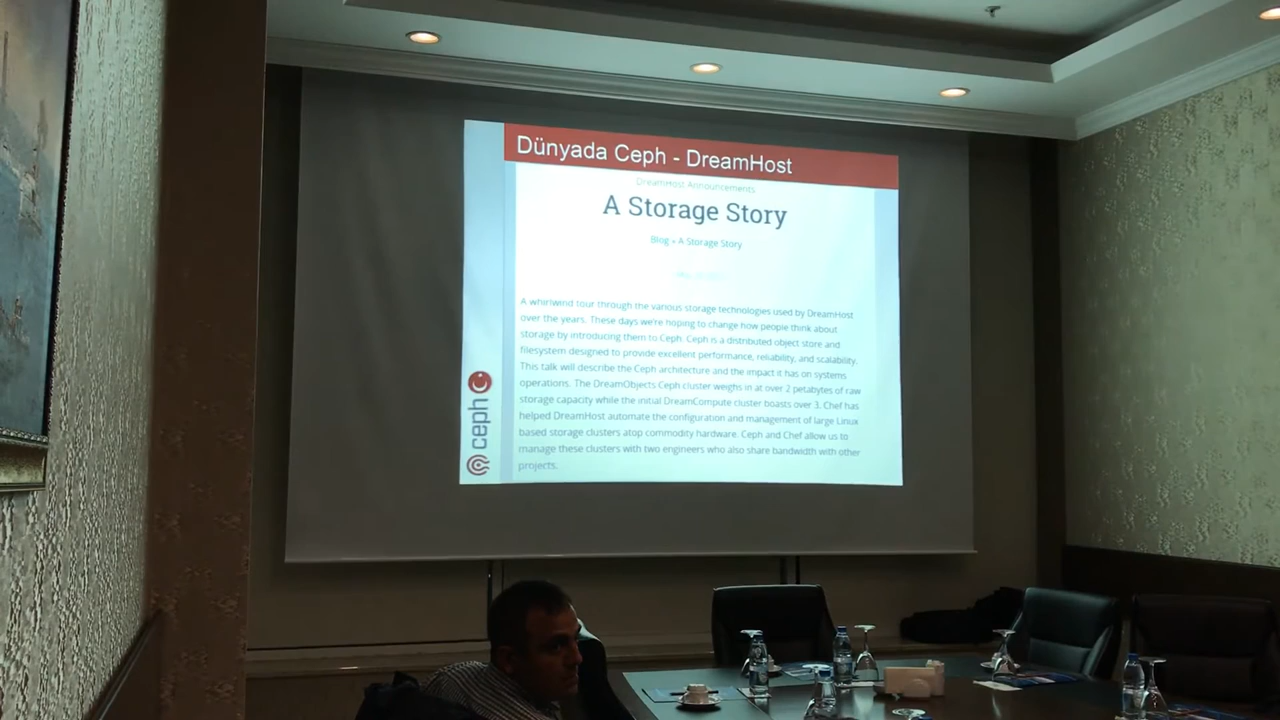 Dünyada Ceph - DreamHost
DreamHost Announcements
A Storage Story
Blog » A Storage Story
A whirlwind tour through the various storage technologies used by DreamHost
over the years. These days we're hoping to change how people think about
storage by introducing them to Ceph. Ceph is a distributed object store and
filesystem designed to provide excellent performance, reliability, and scalability.
This talk will describe the Ceph architecture and the impact it has on systems
operations. The DreamObjects Ceph cluster weighs in at over 2 petabytes of raw
storage capacity while the initial DreamCompute cluster boasts over 3. Chef has
helped DreamHost automate the configuration and management of large Linux
based storage clusters atop commodity hardware. Ceph and Chef allow us to
manage these clusters with two engineers who also share bandwidth with other
projects.
ceph